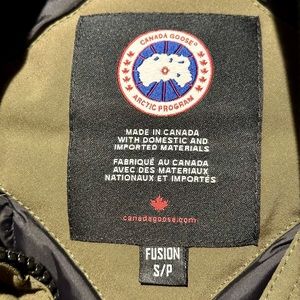 CANADA GOOSE®
ARCTIC PROGRAM
MADE IN CANADA
WITH DOMESTIC AND
IMPORTED MATERIALS
FABRIQUÉ AU CANADA
AVEC DES MATÉRIAUX
NATIONAUX ET IMPORTÉS
canadagoose.com
FUSION
S/P